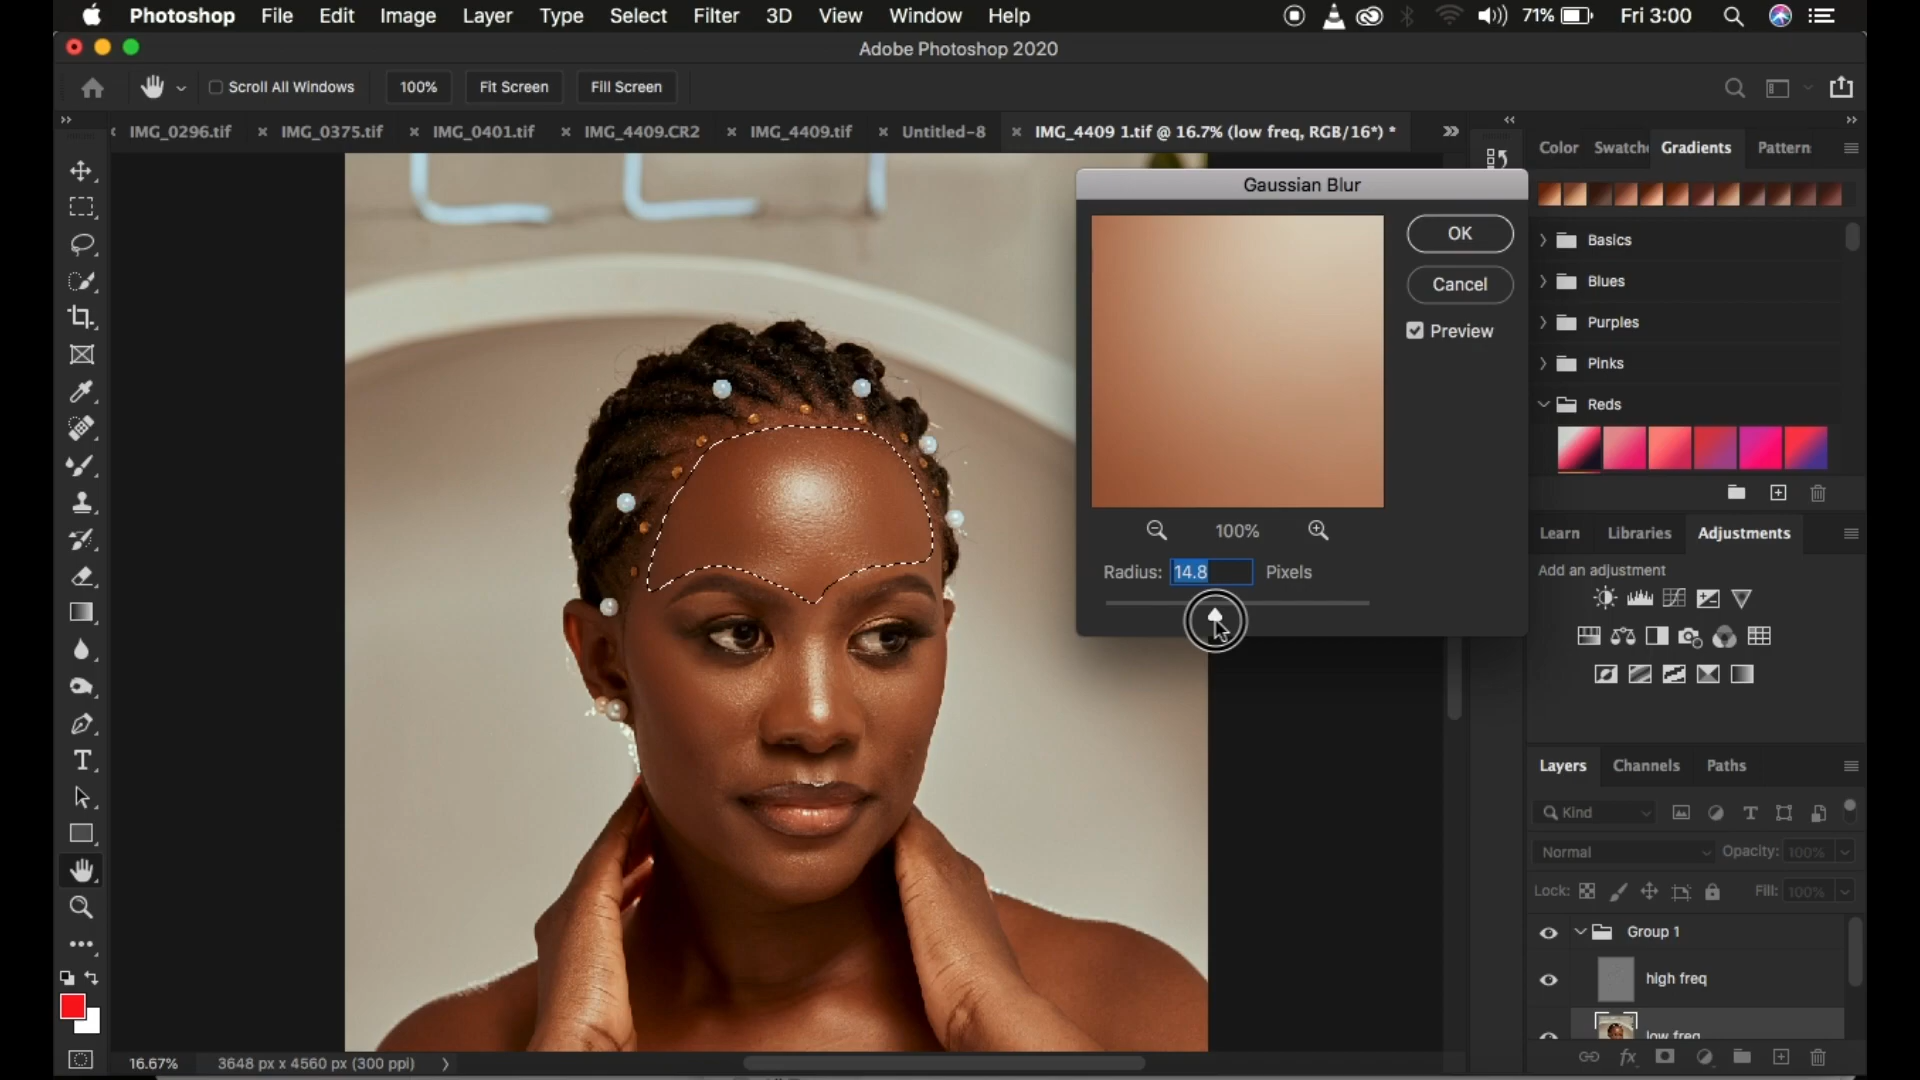 Photoshop File Edit Image Layer Type Select Filter 3D View Window Help 71% Fri 3:00
Adobe Photoshop 2020
Scroll All Windows 100% Fit Screen Fill Screen
IMG_0296.tif IMG_0375.tif IMG_0401.tif IMG_4409.CR2 IMG_4409.tif Untitled-8 IMG_4409 1.tif @ 16.7% (low freq, RGB/16*) *
Color Swatche Gradients Pattern
Gaussian Blur
OK
Cancel
Preview
100%
Radius: 14.8 Pixels
Basics
Blues
Purples
Pinks
Reds
Learn Libraries Adjustments
Add an adjustment
Layers Channels Paths
Kind
Normal Opacity: 100%
Lock: Fill: 100%
Group 1
high freq
low freq
16.67% 3648 px x 4560 px (300 ppi)